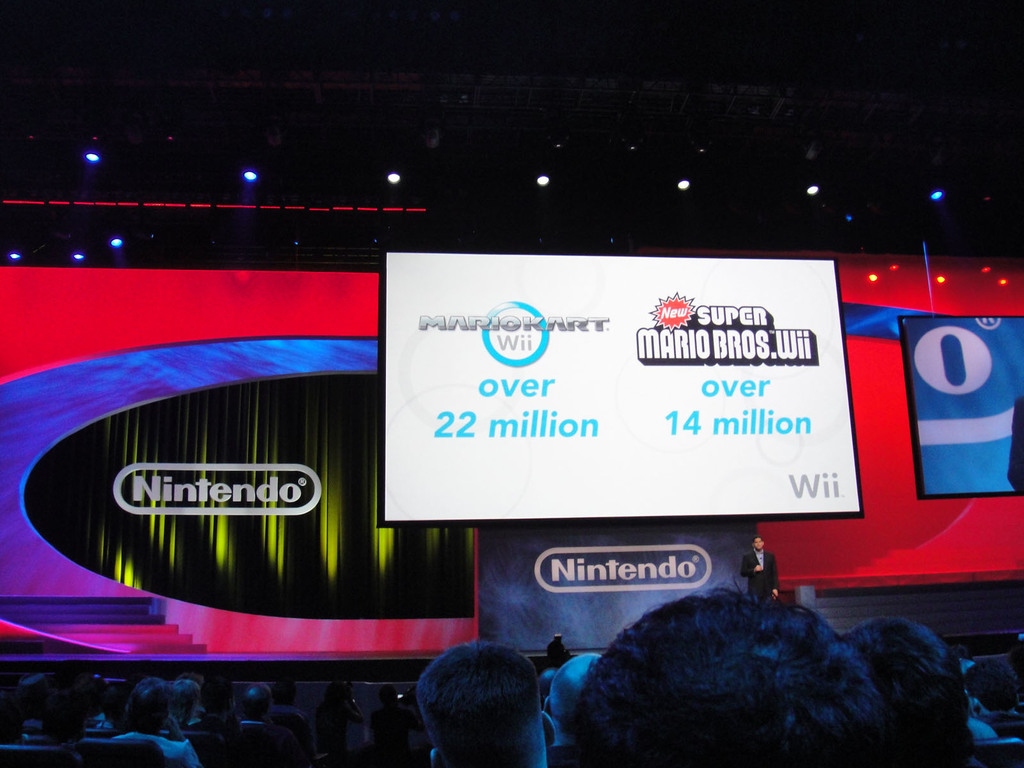 MARIOKART
Wii
over
22 million
New
SUPER
MARIO BROS.Wii
over
14 million
Wii
Nintendo®
Nintendo®
O®